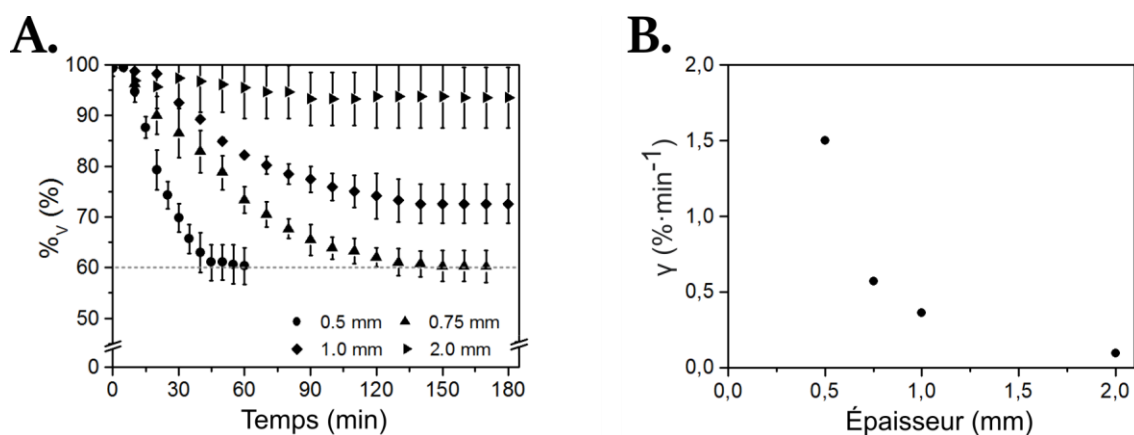 A.
B.
100
90
80
70
60
50
0
%V (%)
0.5 mm
0.75 mm
1.0 mm
2.0 mm
0 30 60 90 120 150 180
Temps (min)
2,0
1,5
1,0
0,5
0,0
γ (%·min⁻¹)
0,0 0,5 1,0 1,5 2,0
Épaisseur (mm)